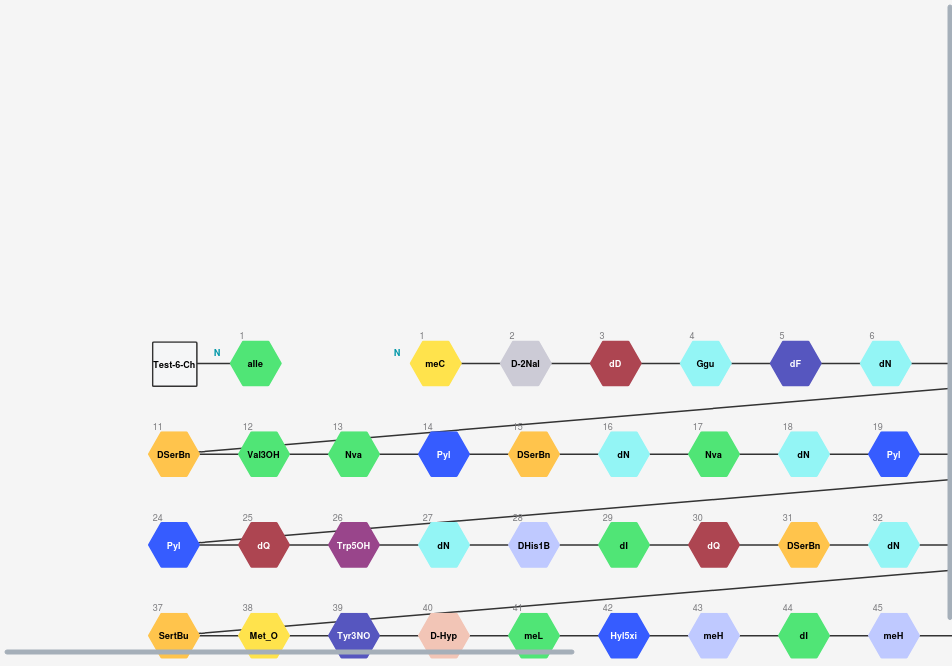 1 1 2 3 4 5 6
N N
Test-6-Ch aIle meC D-2Nal dD Ggu dF dN
11 12 13 14 15 16 17 18 19
DSerBn Val3OH Nva Pyl DSerBn dN Nva dN Pyl
24 25 26 27 28 29 30 31 32
Pyl dQ Trp5OH dN DHis1B dI dQ DSerBn dN
37 38 39 40 41 42 43 44 45
SertBu Met_O Tyr3NO D-Hyp meL Hyl5xi meH dI meH